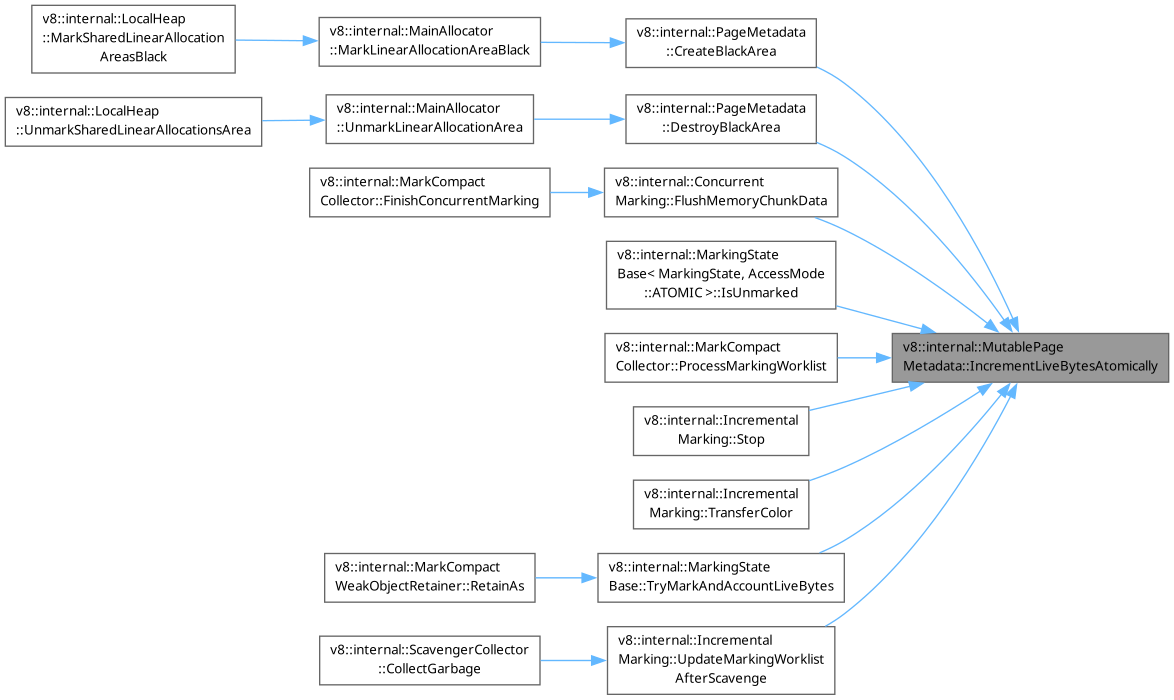 v8::internal::LocalHeap
::MarkSharedLinearAllocation
AreasBlack
v8::internal::MainAllocator
::MarkLinearAllocationAreaBlack
v8::internal::PageMetadata
::CreateBlackArea
v8::internal::LocalHeap
::UnmarkSharedLinearAllocationsArea
v8::internal::MainAllocator
::UnmarkLinearAllocationArea
v8::internal::PageMetadata
::DestroyBlackArea
v8::internal::MarkCompact
Collector::FinishConcurrentMarking
v8::internal::Concurrent
Marking::FlushMemoryChunkData
v8::internal::MarkingState
Base< MarkingState, AccessMode
::ATOMIC >::IsUnmarked
v8::internal::MarkCompact
Collector::ProcessMarkingWorklist
v8::internal::MutablePage
Metadata::IncrementLiveBytesAtomically
v8::internal::Incremental
Marking::Stop
v8::internal::Incremental
Marking::TransferColor
v8::internal::MarkCompact
WeakObjectRetainer::RetainAs
v8::internal::MarkingState
Base::TryMarkAndAccountLiveBytes
v8::internal::ScavengerCollector
::CollectGarbage
v8::internal::Incremental
Marking::UpdateMarkingWorklist
AfterScavenge